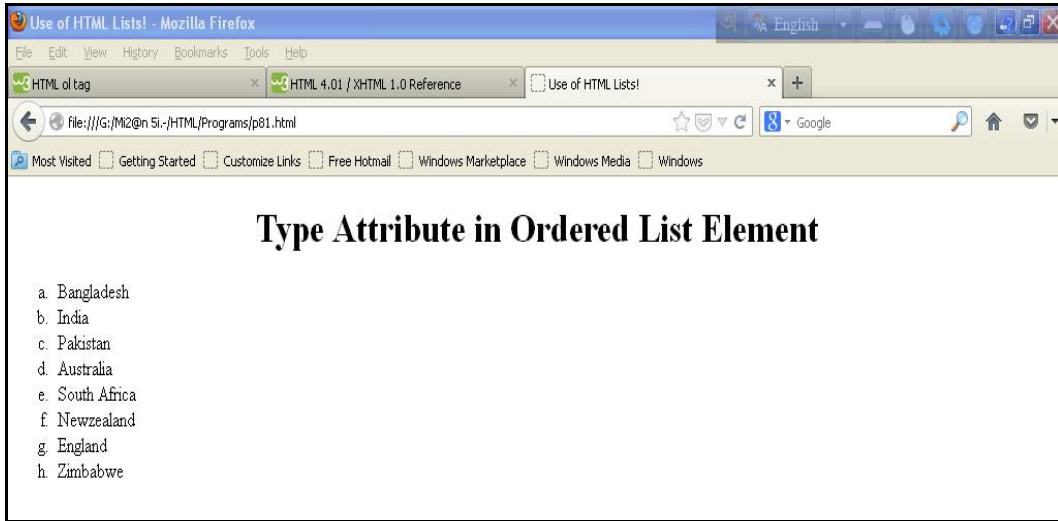 Use of HTML Lists! - Mozilla Firefox
English
File Edit View History Bookmarks Tools Help
HTML ol tag
HTML 4.01 / XHTML 1.0 Reference
Use of HTML Lists!
file:///G:/Mi2@n 5i.-/HTML/Programs/p81.html
Google
Most Visited Getting Started Customize Links Free Hotmail Windows Marketplace Windows Media Windows
Type Attribute in Ordered List Element
a. Bangladesh
b. India
c. Pakistan
d. Australia
e. South Africa
f. Newzealand
g. England
h. Zimbabwe